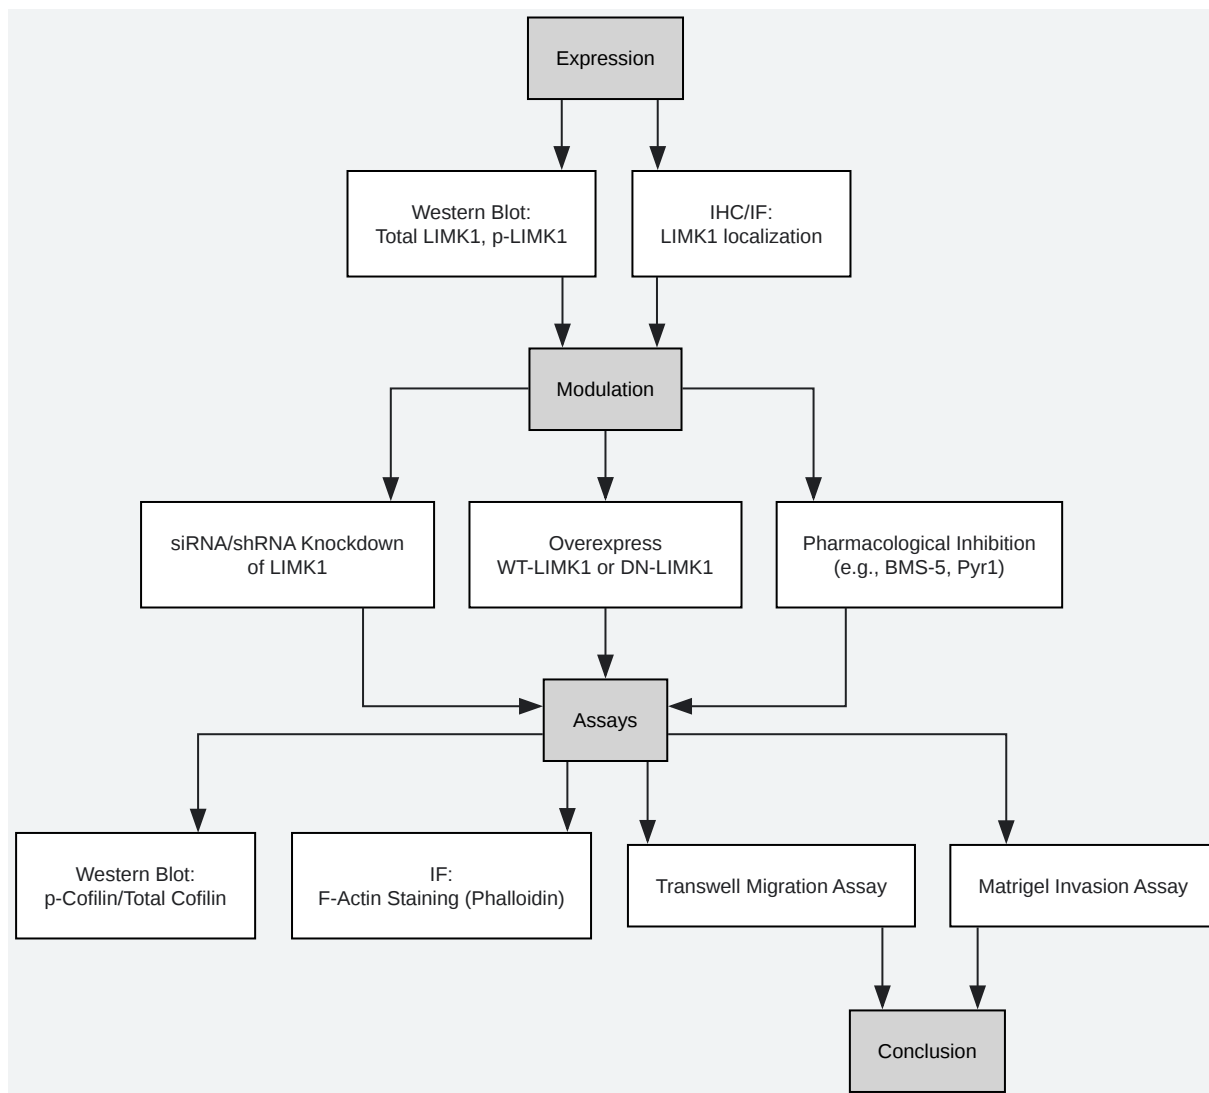 Expression
Western Blot:
Total LIMK1, p-LIMK1
IHC/IF:
LIMK1 localization
Modulation
siRNA/shRNA Knockdown
of LIMK1
Overexpress
WT-LIMK1 or DN-LIMK1
Pharmacological Inhibition
(e.g., BMS-5, Pyr1)
Assays
Western Blot:
p-Cofilin/Total Cofilin
IF:
F-Actin Staining (Phalloidin)
Transwell Migration Assay
Matrigel Invasion Assay
Conclusion